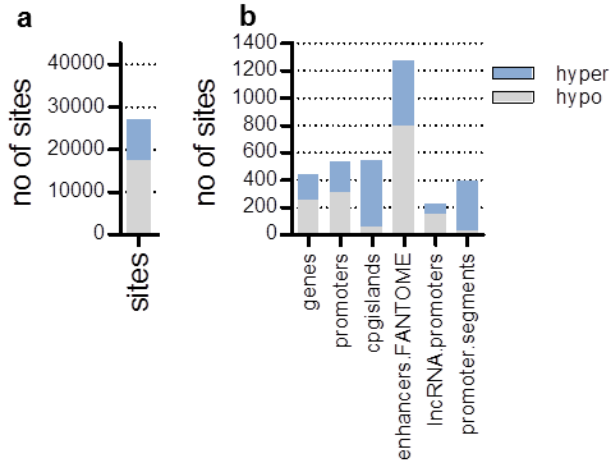 a
no of sites
40000
30000
20000
10000
0
sites
b
no of sites
1400
1200
1000
800
600
400
200
0
genes
promoters
cpgislands
enhancers.FANTOME
lncRNA.promoters
promoter.segments
hyper
hypo